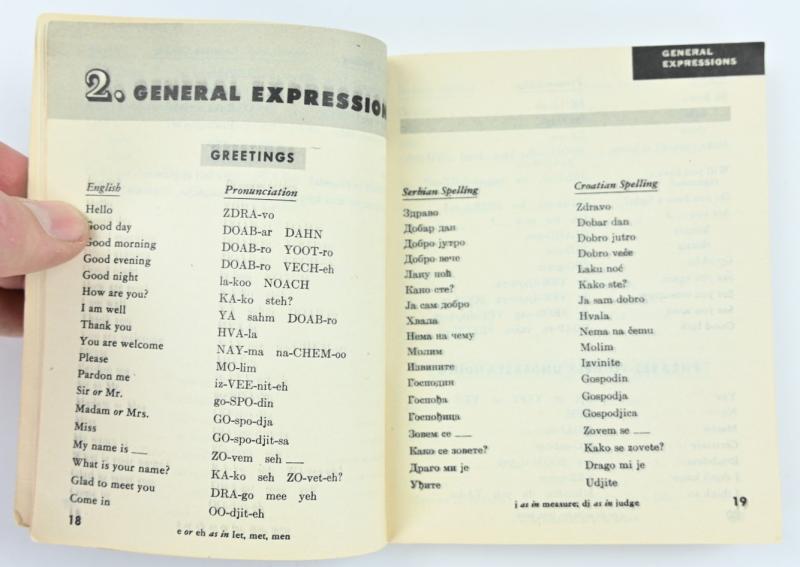 2. GENERAL EXPRESSION
GREETINGS
English
Hello
Good day
Good morning
Good evening
Good night
How are you?
I am well
Thank you
You are welcome
Please
Pardon me
Sir or Mr.
Madam or Mrs.
Miss
My name is ___
What is your name?
Glad to meet you
Come in
Pronunciation
ZDRA-vo
DOAB-ar DAHN
DOAB-ro YOOT-ro
DOAB-ro VECH-eh
la-koo NOACH
KA-ko steh?
YA sahm DOAB-ro
HVA-la
NAY-ma na-CHEM-oo
MO-lim
iz-VEE-nit-eh
go-SPO-din
GO-spo-dja
GO-spo-djit-sa
ZO-vem seh ___
KA-ko seh ZO-vet-eh?
DRA-go mee yeh
OO-djit-eh
18
e or eh as in let, met, men
GENERAL
EXPRESSIONS
Serbian Spelling
Здраво
Добар дан
Добро јутро
Добро вече
Лаку ноћ
Како сте?
Ја сам добро
Хвала
Нема на чему
Молим
Извините
Господин
Госпођа
Госпођица
Зовем се ___
Како се зовете?
Драго ми је
Уђите
Croatian Spelling
Zdravo
Dobar dan
Dobro jutro
Dobro veče
Laku noć
Kako ste?
Ja sam dobro
Hvala
Nema na čemu
Molim
Izvinite
Gospodin
Gospodja
Gospodjica
Zovem se ___
Kako se zovete?
Drago mi je
Udjite
j as in measure; dj as in judge
19